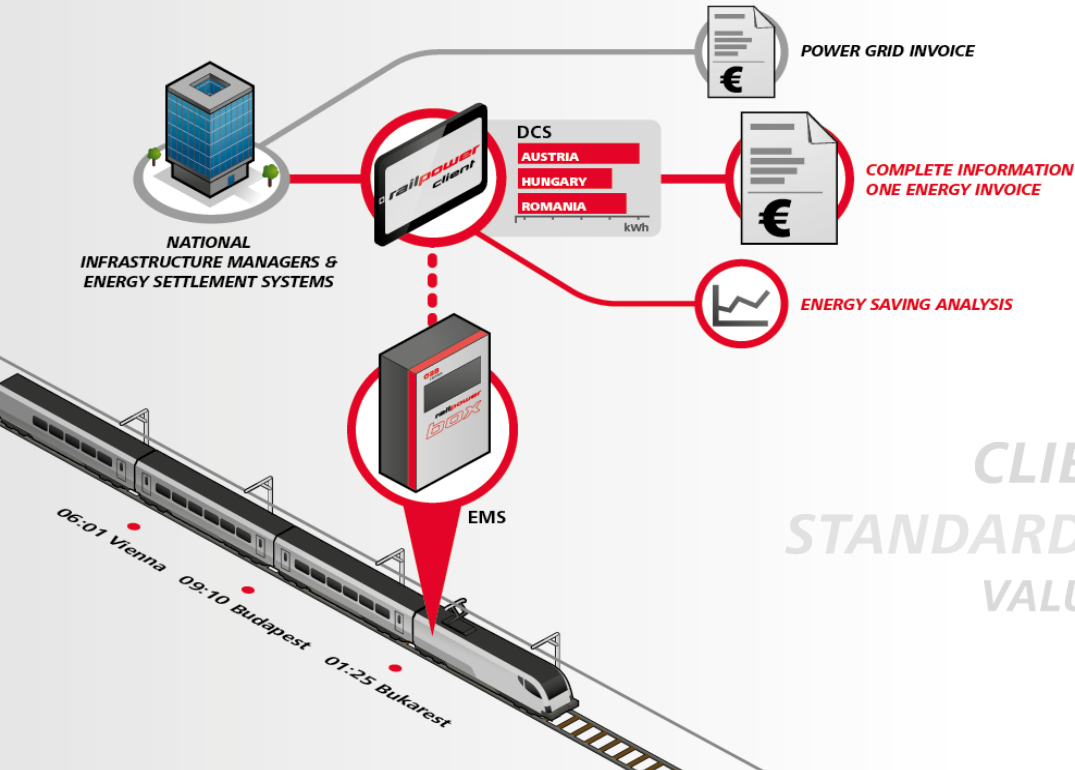 POWER GRID INVOICE
€
DCS
AUSTRIA
HUNGARY
ROMANIA
kWh
railpower
client
COMPLETE INFORMATION
ONE ENERGY INVOICE
€
NATIONAL
INFRASTRUCTURE MANAGERS &
ENERGY SETTLEMENT SYSTEMS
ENERGY SAVING ANALYSIS
ÖBB
railpower
box
EMS
06:01 Vienna
09:10 Budapest
01:25 Bukarest
CLIE
STANDARD
VALU